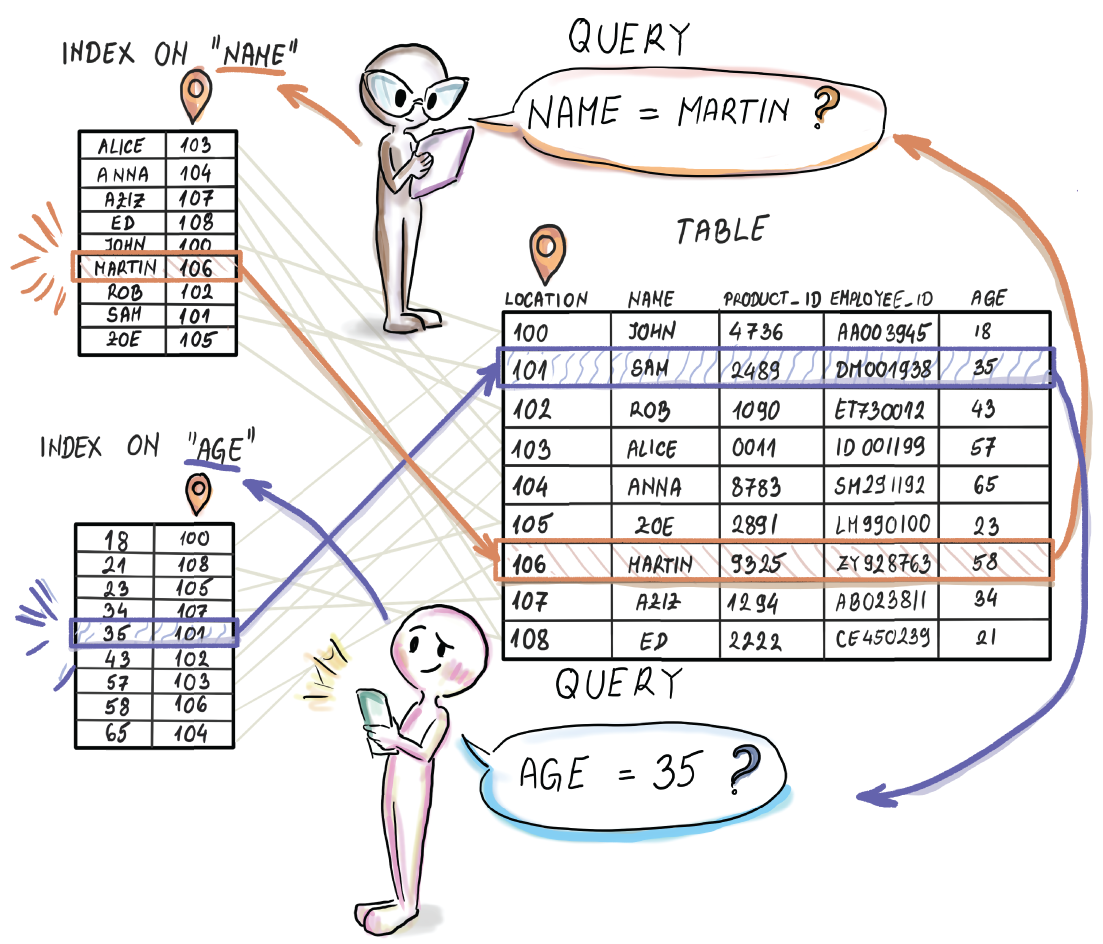 QUERY
INDEX ON "NAME"
NAME = MARTIN ?
ALICE 103
ANNA 104
AZIZ 107
ED 108
JOHN 100
MARTIN 106
ROB 102
SAM 101
ZOE 105
TABLE
LOCATION NAME PRODUCT_ID EMPLOYEE_ID AGE
100 JOHN 4736 AA003945 18
101 SAM 2489 DM001938 35
102 ROB 1090 ET730012 43
103 ALICE 0011 ID001199 57
104 ANNA 8783 SM291192 65
105 ZOE 2891 LM990100 23
106 MARTIN 9325 ZY928763 58
107 AZIZ 1294 AB023811 34
108 ED 2222 CE450239 21
INDEX ON "AGE"
18 100
21 108
23 105
34 107
35 101
43 102
57 103
58 106
65 104
QUERY
AGE = 35 ?